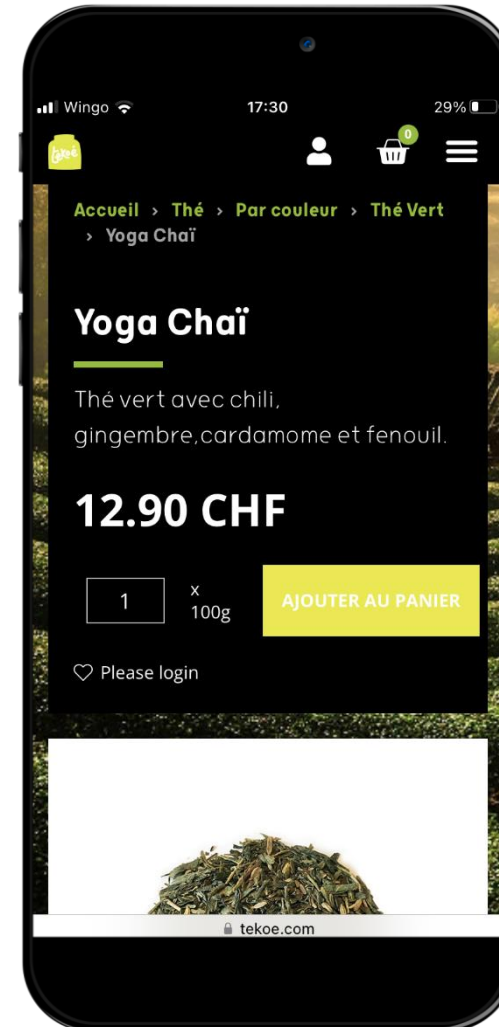 Wingo
17:30
29%
tekoé
0
Accueil › Thé › Par couleur › Thé Vert
› Yoga Chaï
Yoga Chaï
Thé vert avec chili,
gingembre,cardamome et fenouil.
12.90 CHF
1
x
100g
AJOUTER AU PANIER
Please login
tekoe.com